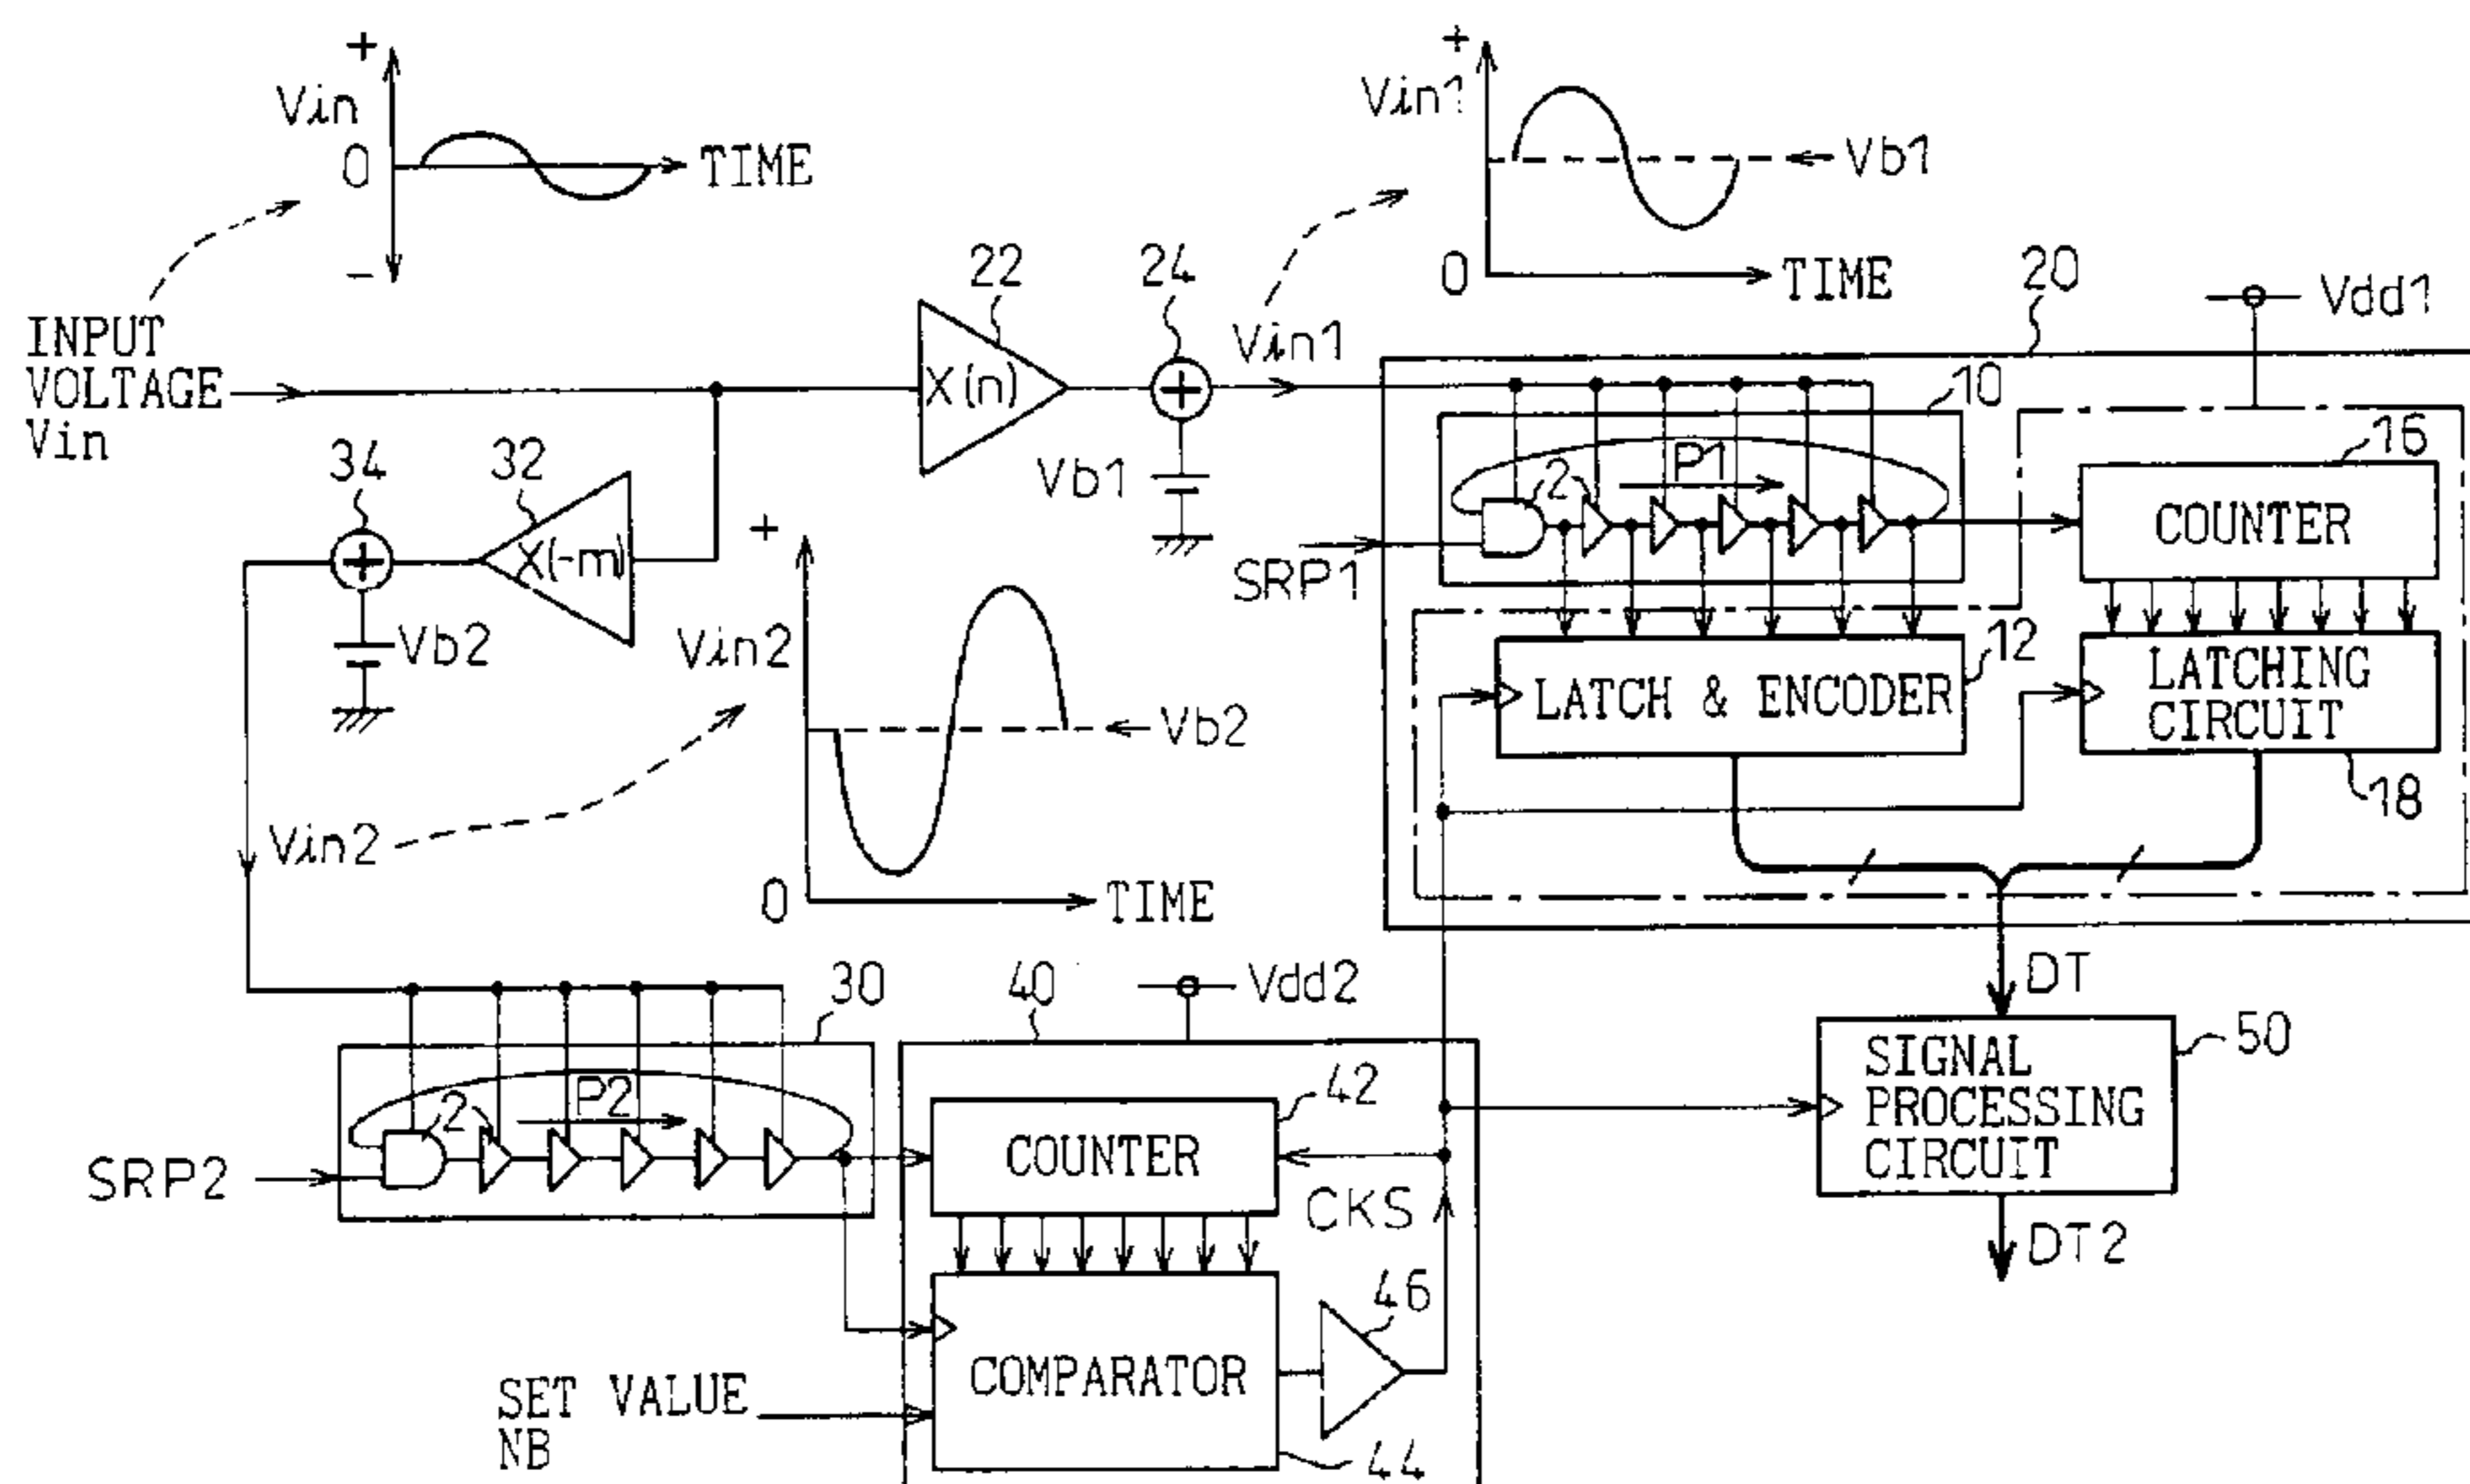 +
Vin
0
TIME
-
INPUT
VOLTAGE
Vin
22
X(n)
24
Vb1
Vin1
+
Vin1
Vb1
0
TIME
20
Vdd1
10
2
P1
SRP1
16
COUNTER
12
LATCH & ENCODER
LATCHING
CIRCUIT
18
34
32
X(-m)
Vb2
+
Vin2
Vb2
0
TIME
Vin2
30
2
P2
SRP2
40
Vdd2
42
COUNTER
CKS
46
COMPARATOR
44
SET VALUE
NB
DT
50
SIGNAL
PROCESSING
CIRCUIT
DT2